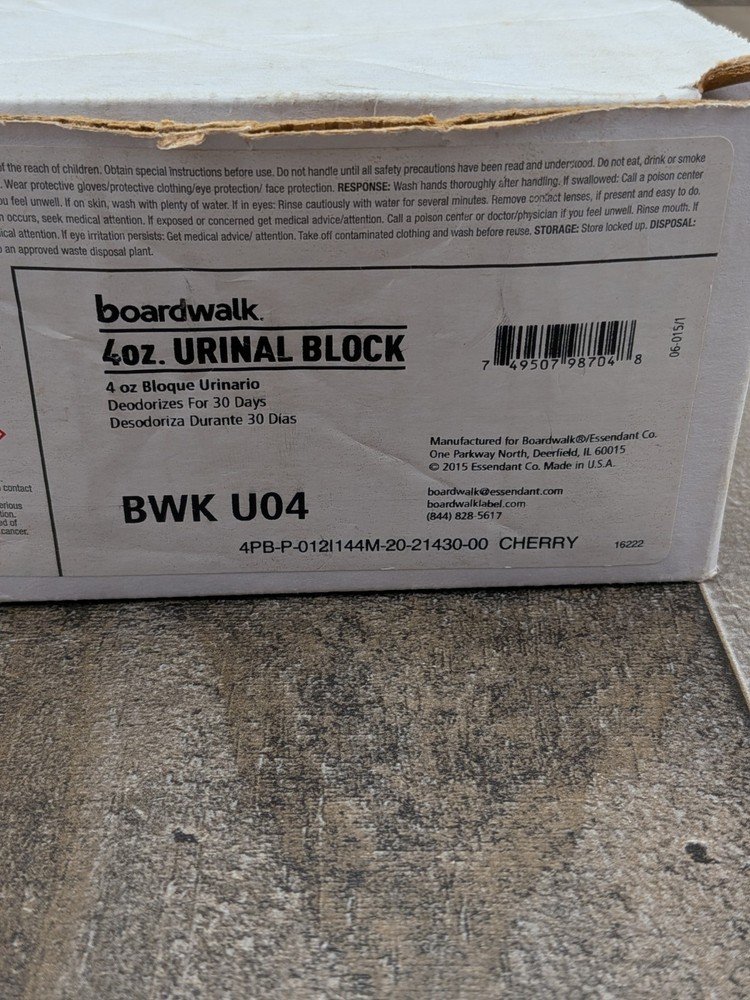 f the reach of children. Obtain special instructions before use. Do not handle until all safety precautions have been read and understood. Do not eat, drink or smoke
. Wear protective gloves/protective clothing/eye protection/ face protection. RESPONSE: Wash hands thoroughly after handling. If swallowed: Call a poison center
u feel unwell. If on skin, wash with plenty of water. If in eyes: Rinse cautiously with water for several minutes. Remove contact lenses, if present and easy to do.
n occurs, seek medical attention. If exposed or concerned get medical advice/attention. Call a poison center or doctor/physician if you feel unwell. Rinse mouth. If
ical attention. If eye irritation persists: Get medical advice/ attention. Take off contaminated clothing and wash before reuse. STORAGE: Store locked up. DISPOSAL:
an approved waste disposal plant.
boardwalk.
4oz. URINAL BLOCK
4 oz Bloque Urinario
Deodorizes For 30 Days
Desodoriza Durante 30 Dias
7 49507 98704 8
06-015/1
Manufactured for Boardwalk®/Essendant Co.
One Parkway North, Deerfield, IL 60015
© 2015 Essendant Co. Made in U.S.A.
boardwalk@essendant.com
boardwalklabel.com
(844) 828-5617
BWK U04
4PB-P-012I144M-20-21430-00 CHERRY
16222
contact
erious
tion.
ed of
cancer.